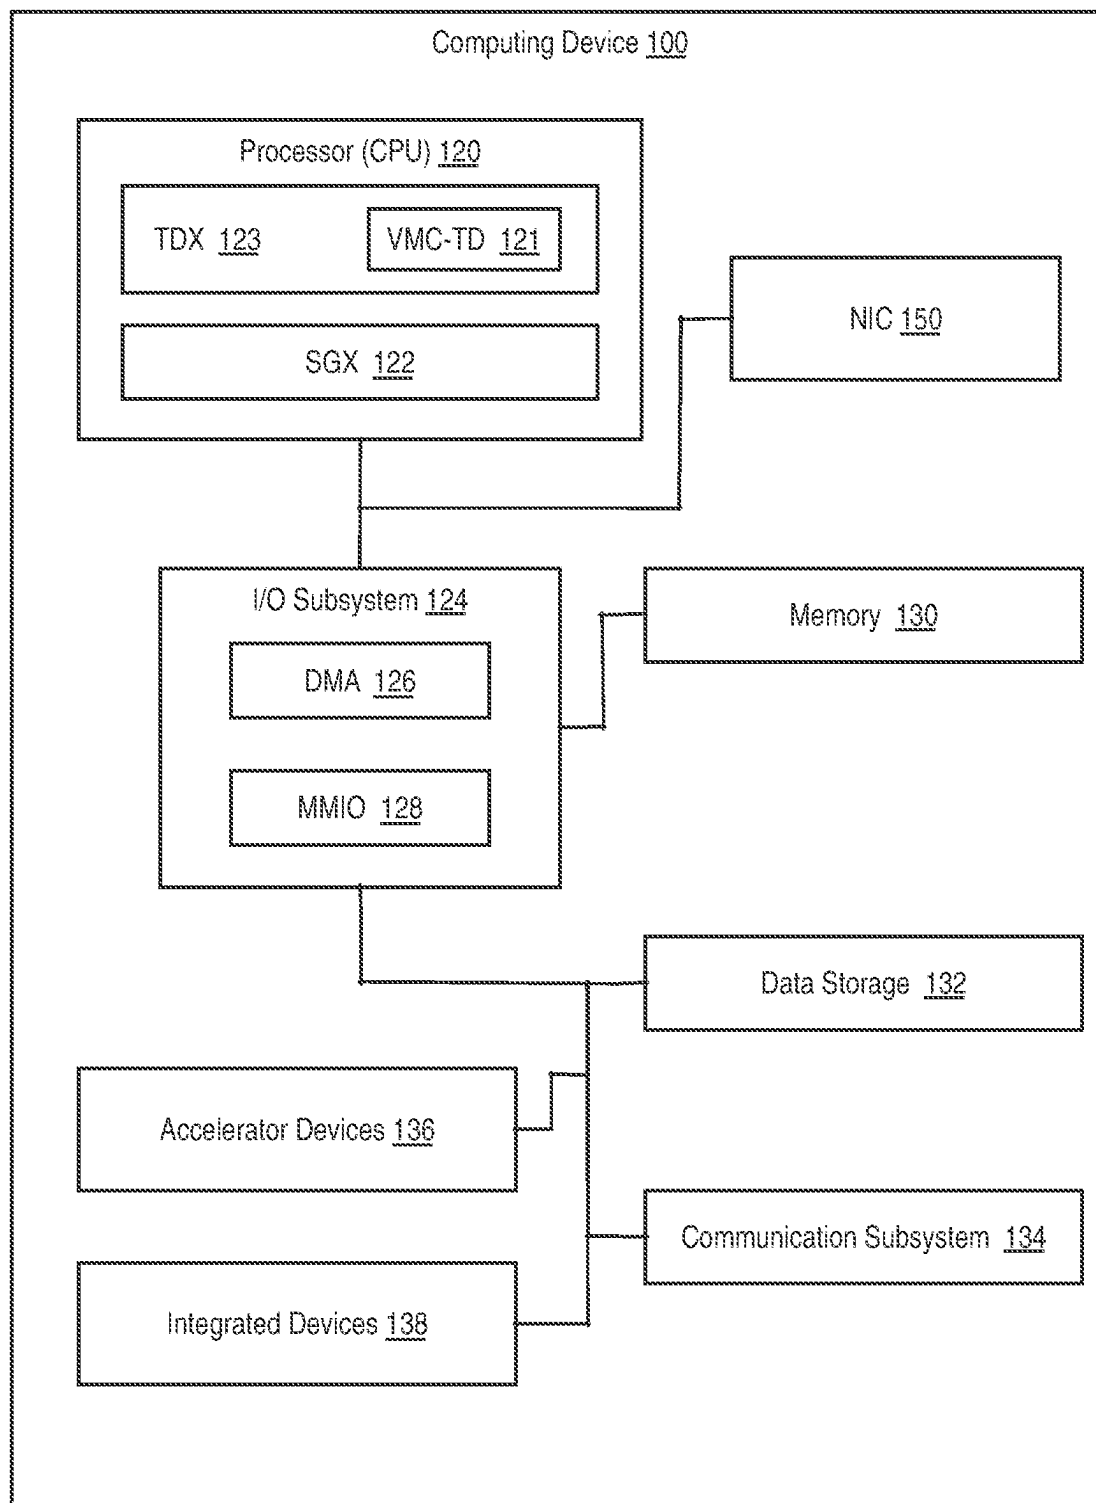 Computing Device 100
Processor (CPU) 120
TDX 123
VMC-TD 121
SGX 122
NIC 150
I/O Subsystem 124
DMA 126
MMIO 128
Memory 130
Data Storage 132
Accelerator Devices 136
Communication Subsystem 134
Integrated Devices 138